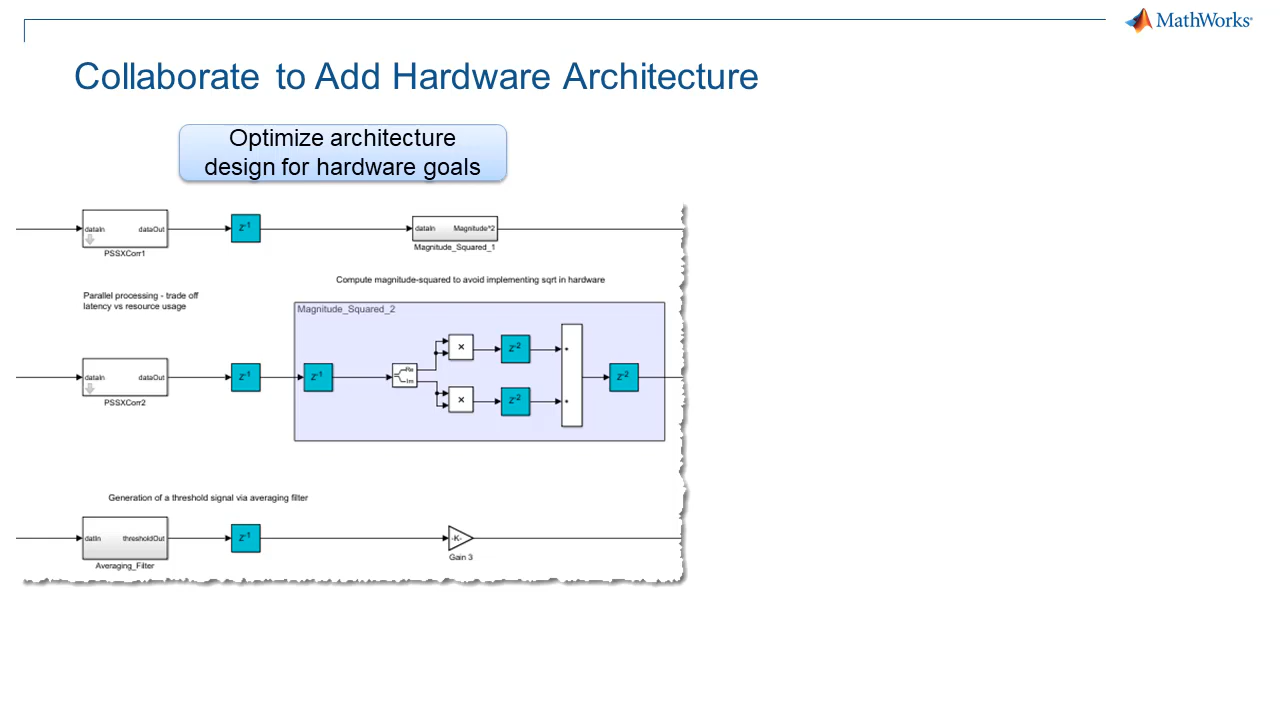 MathWorks®
Collaborate to Add Hardware Architecture
Optimize architecture
design for hardware goals
dataIn dataOut
PSSXCorr1
z-1
dataIn Magnitude^2
Magnitude_Squared_1
Compute magnitude-squared to avoid implementing sqrt in hardware
Parallel processing - trade off
latency vs resource usage
Magnitude_Squared_2
dataIn dataOut
PSSXCorr2
z-1
z-1
Re
Im
×
z-2
×
z-2
+
+
z-2
Generation of a threshold signal via averaging filter
datIn thresholdOut
Averaging_Filter
z-1
-K-
Gain 3